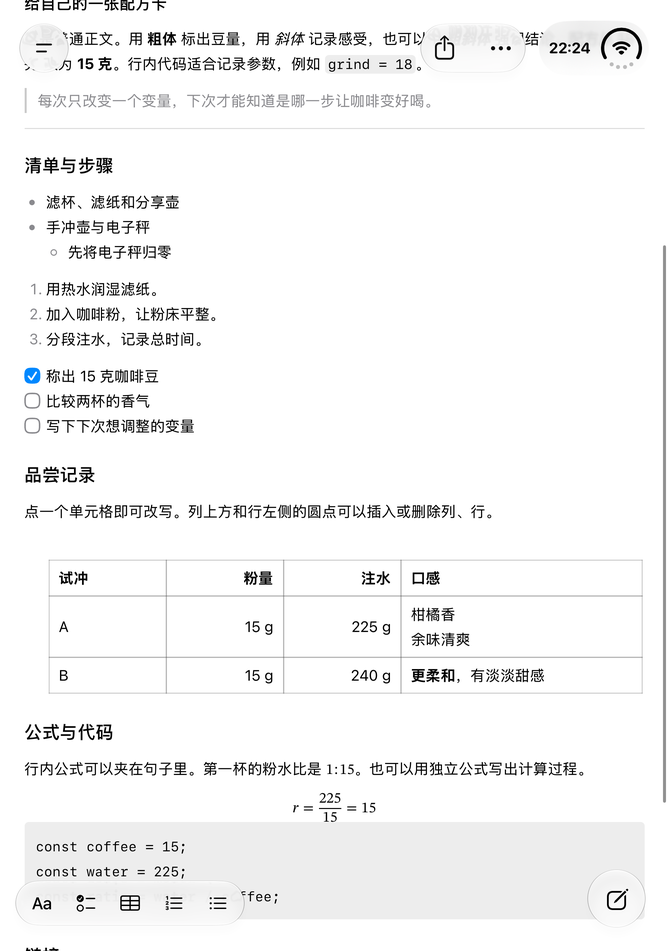 给自己的一张配方卡
通正文。用 粗体 标出豆量，用 斜体 记录感受，也可以
为 15 克。行内代码适合记录参数，例如 grind = 18。
22:24
每次只改变一个变量，下次才能知道是哪一步让咖啡变好喝。
清单与步骤
滤杯、滤纸和分享壶
手冲壶与电子秤
先将电子秤归零
1. 用热水润湿滤纸。
2. 加入咖啡粉，让粉床平整。
3. 分段注水，记录总时间。
称出 15 克咖啡豆
比较两杯的香气
写下下次想调整的变量
品尝记录
点一个单元格即可改写。列上方和行左侧的圆点可以插入或删除列、行。
试冲 粉量 注水 口感
A 15 g 225 g 柑橘香
余味清爽
B 15 g 240 g 更柔和，有淡淡甜感
公式与代码
行内公式可以夹在句子里。第一杯的粉水比是 1:15。也可以用独立公式写出计算过程。
r = 225/15 = 15
const coffee = 15;
const water = 225;
ffee;
Aa